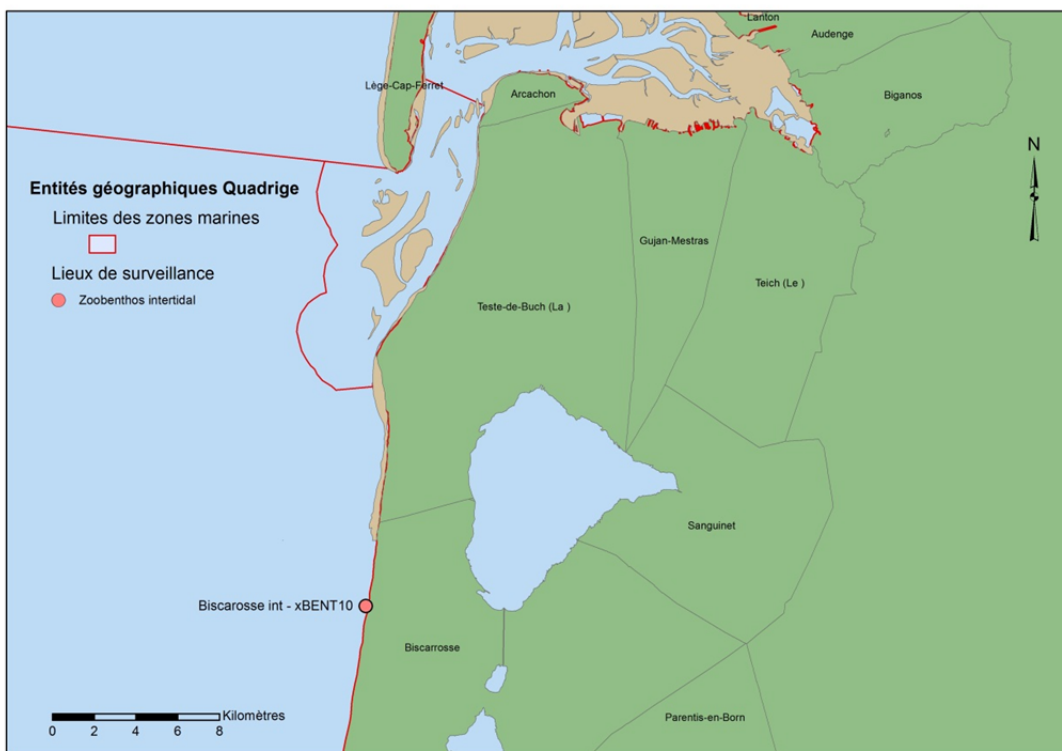 Lanton
Audenge
Lège-Cap-Ferret
Arcachon
Biganos
N
Entités géographiques Quadrige
Limites des zones marines
Lieux de surveillance
Zoobenthos intertidal
Gujan-Mestras
Teich (Le )
Teste-de-Buch (La )
Sanguinet
Biscarosse int - xBENT10
Biscarrosse
Parentis-en-Born
Kilomètres
0 2 4 6 8